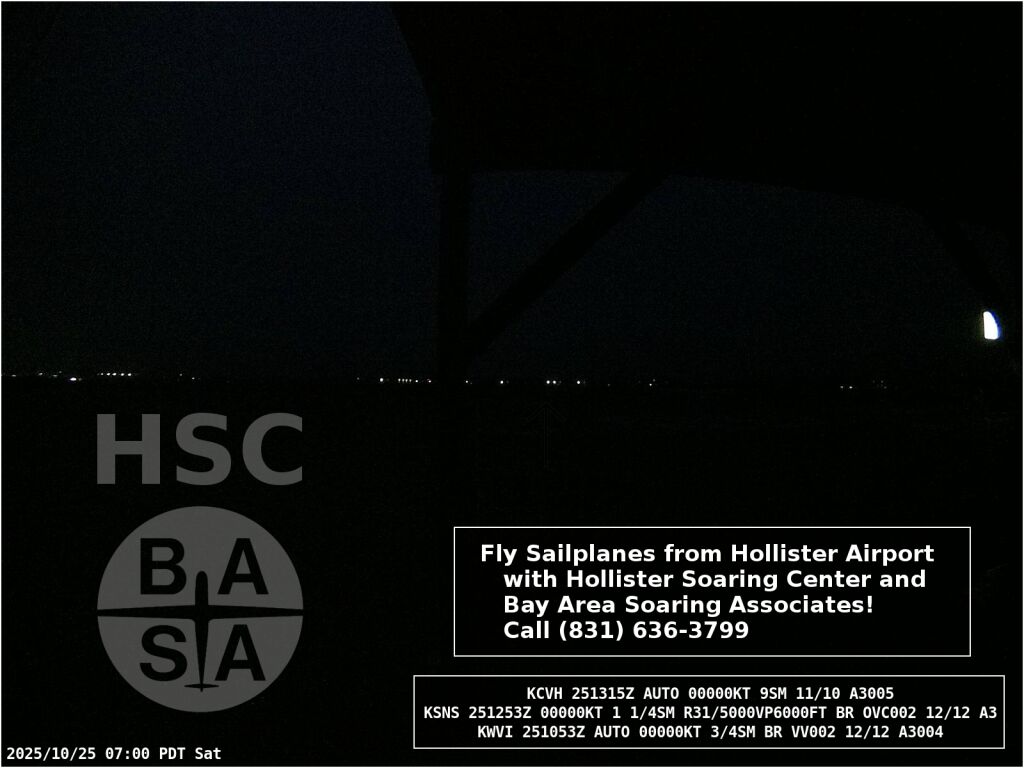 HSC
B A
S A
Fly Sailplanes from Hollister Airport
with Hollister Soaring Center and
Bay Area Soaring Associates!
Call (831) 636-3799
KCVH 251315Z AUTO 00000KT 9SM 11/10 A3005
KSNS 251253Z 00000KT 1 1/4SM R31/5000VP6000FT BR OVC002 12/12 A3
KWVI 251053Z AUTO 00000KT 3/4SM BR VV002 12/12 A3004
2025/10/25 07:00 PDT Sat